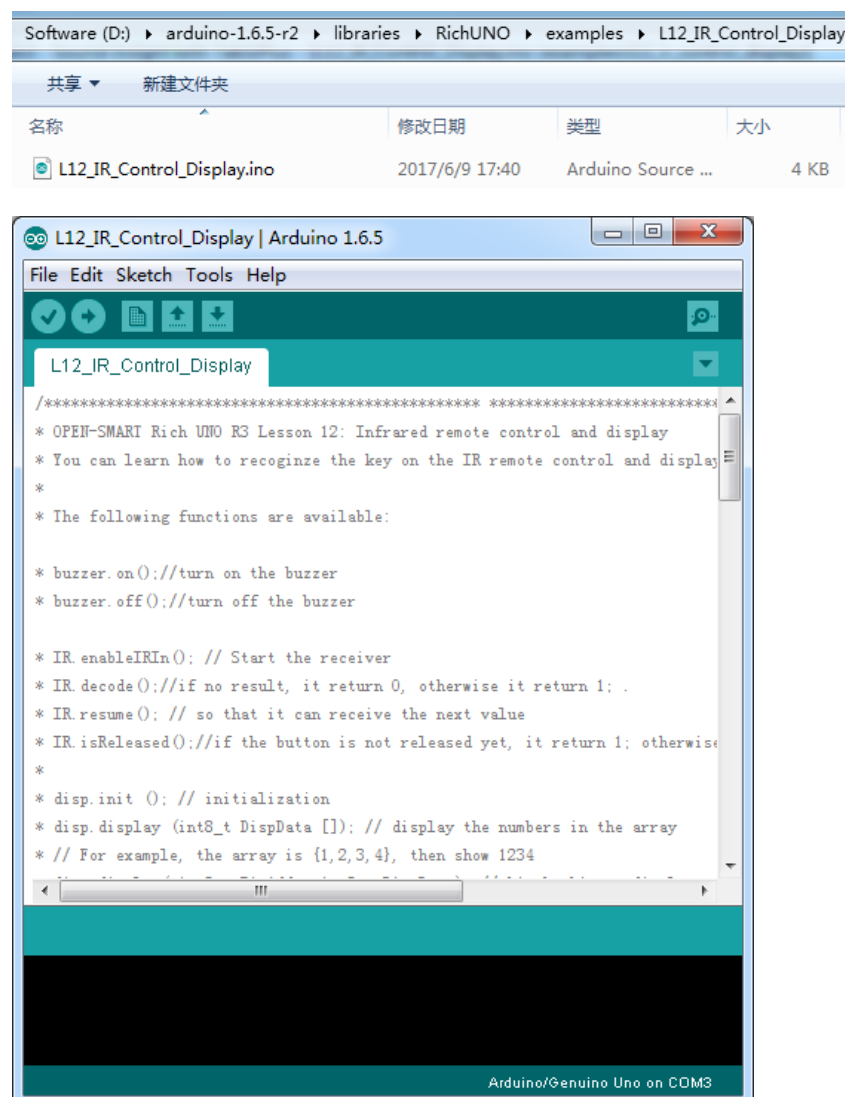 Software (D:) ▸ arduino-1.6.5-r2 ▸ libraries ▸ RichUNO ▸ examples ▸ L12_IR_Control_Display
共享 ▼ 新建文件夹
名称 修改日期 类型 大小
L12_IR_Control_Display.ino 2017/6/9 17:40 Arduino Source ... 4 KB
L12_IR_Control_Display | Arduino 1.6.5
File Edit Sketch Tools Help
L12_IR_Control_Display
/************************************************* **************************
* OPEN-SMART Rich UNO R3 Lesson 12: Infrared remote control and display
* You can learn how to recoginze the key on the IR remote control and display
*
* The following functions are available:
* buzzer.on();//turn on the buzzer
* buzzer.off();//turn off the buzzer
* IR.enableIRIn(); // Start the receiver
* IR.decode();//if no result, it return 0, otherwise it return 1; .
* IR.resume(); // so that it can receive the next value
* IR.isReleased();//if the button is not released yet, it return 1; otherwise
*
* disp.init (); // initialization
* disp.display (int8_t DispData []); // display the numbers in the array
* // For example, the array is {1,2,3,4}, then show 1234
Arduino/Genuino Uno on COM3